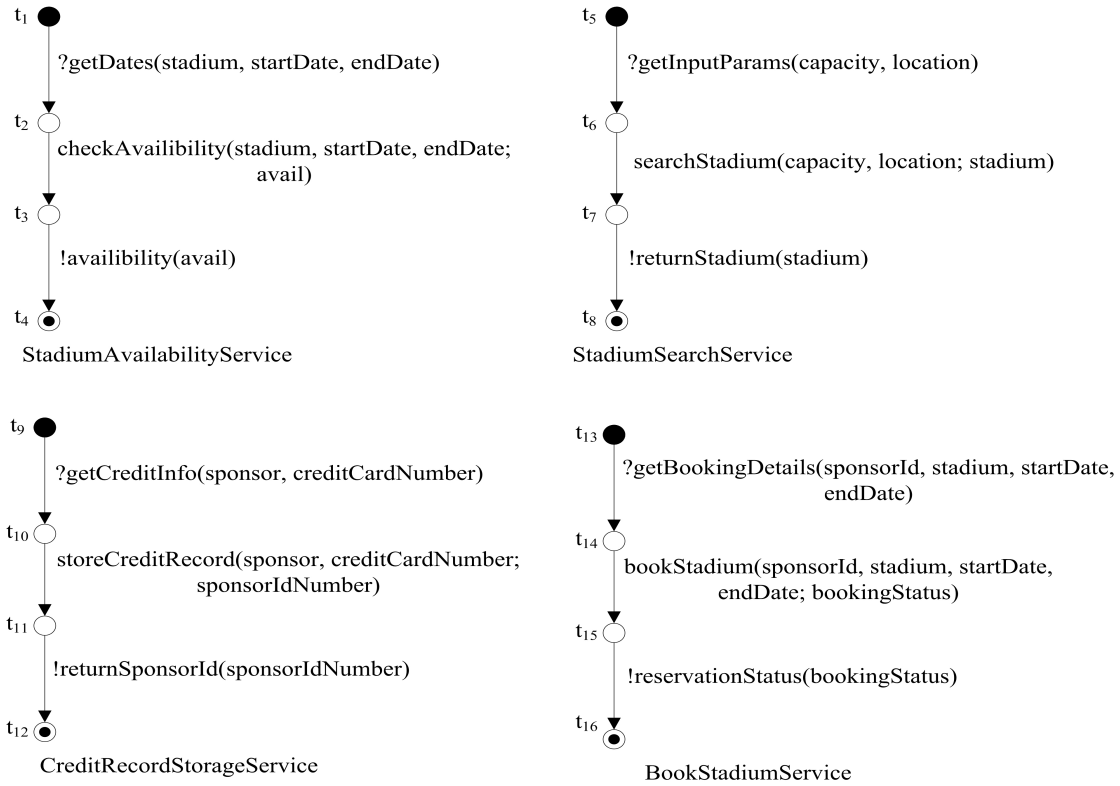 t1
?getDates(stadium, startDate, endDate)
t2
checkAvailibility(stadium, startDate, endDate;
avail)
t3
!availibility(avail)
t4
StadiumAvailabilityService
t5
?getInputParams(capacity, location)
t6
searchStadium(capacity, location; stadium)
t7
!returnStadium(stadium)
t8
StadiumSearchService
t9
?getCreditInfo(sponsor, creditCardNumber)
t10
storeCreditRecord(sponsor, creditCardNumber;
sponsorIdNumber)
t11
!returnSponsorId(sponsorIdNumber)
t12
CreditRecordStorageService
t13
?getBookingDetails(sponsorId, stadium, startDate,
endDate)
t14
bookStadium(sponsorId, stadium, startDate,
endDate; bookingStatus)
t15
!reservationStatus(bookingStatus)
t16
BookStadiumService